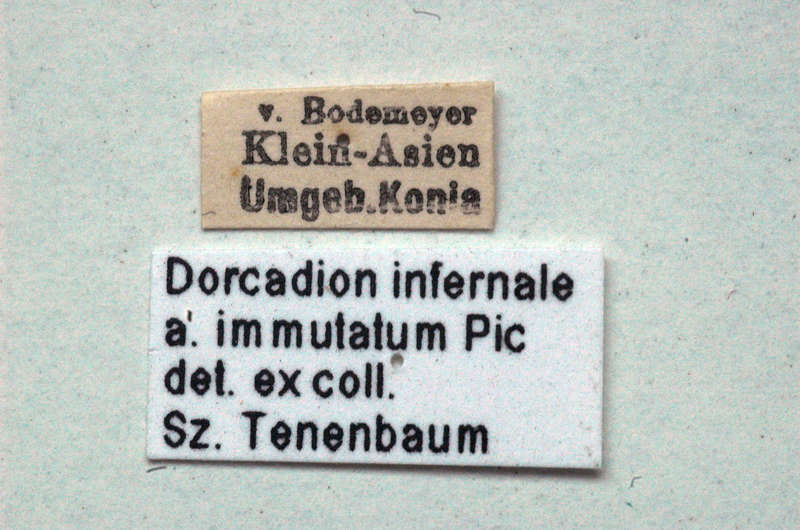 v. Bodemeyer
Klein-Asien
Umgeb.Konia
Dorcadion infernale
a. immutatum Pic
det. ex coll.
Sz. Tenenbaum